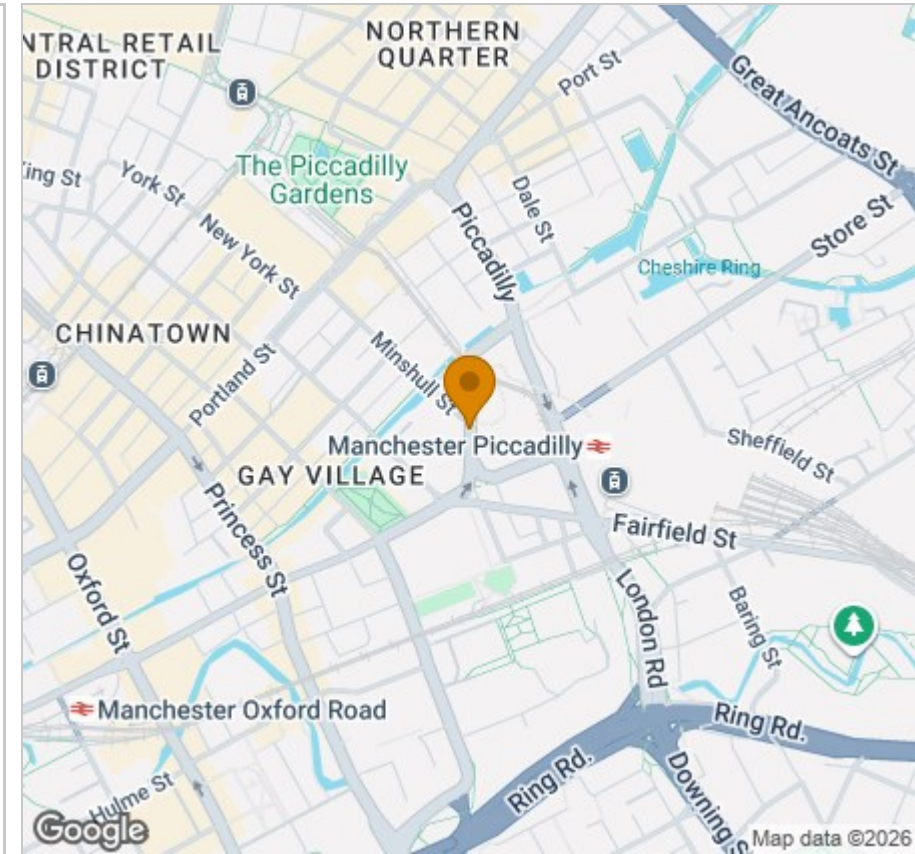 NTRAL RETAIL
DISTRICT
NORTHERN
QUARTER
Port St
Great Ancoats St
The Piccadilly
Gardens
ing St
York St
Dale St
Store St
New York St
Piccadilly
Cheshire Ring
CHINATOWN
Minshull St
Portland St
Manchester Piccadilly
Sheffield St
GAY VILLAGE
Princess St
Fairfield St
Oxford St
London Rd
Baring St
Manchester Oxford Road
Ring Rd.
Ring Rd.
Downing S
Hulme St
Google
Map data ©2026